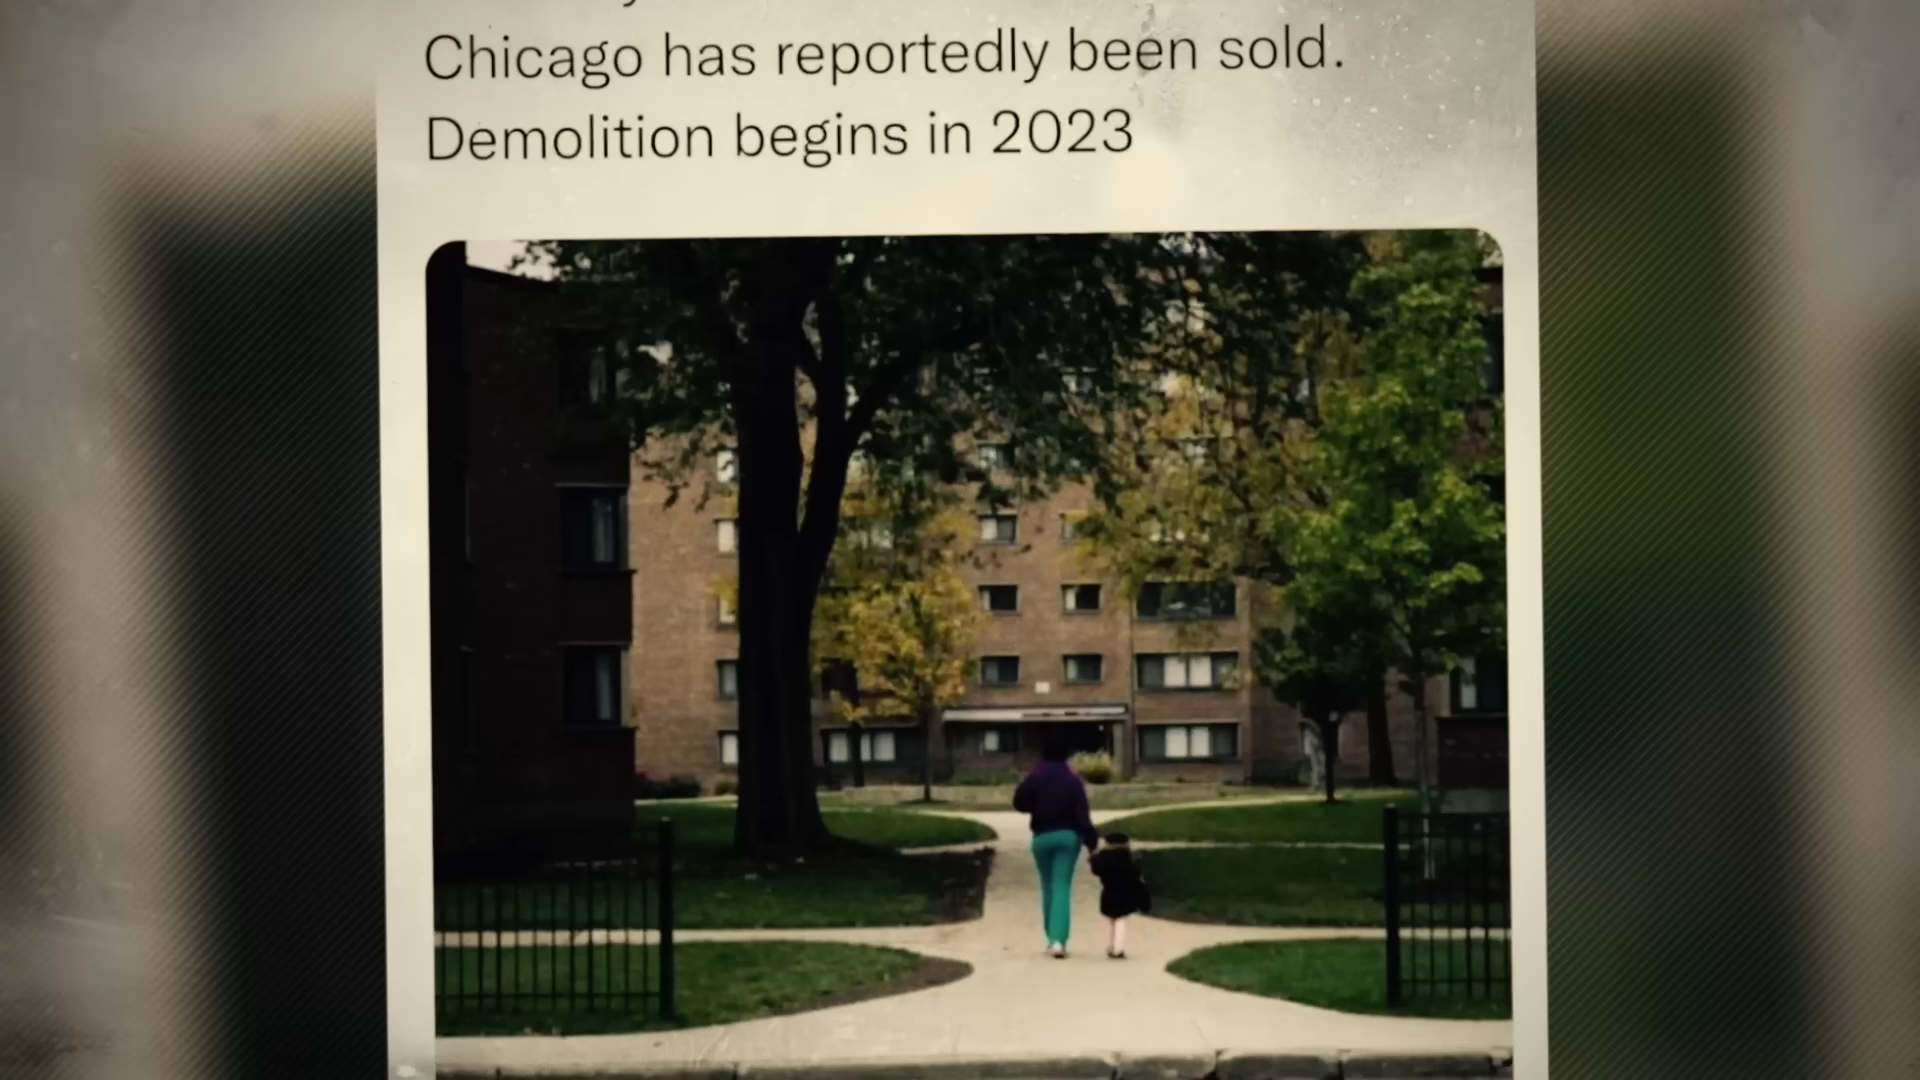 Chicago has reportedly been sold.
Demolition begins in 2023